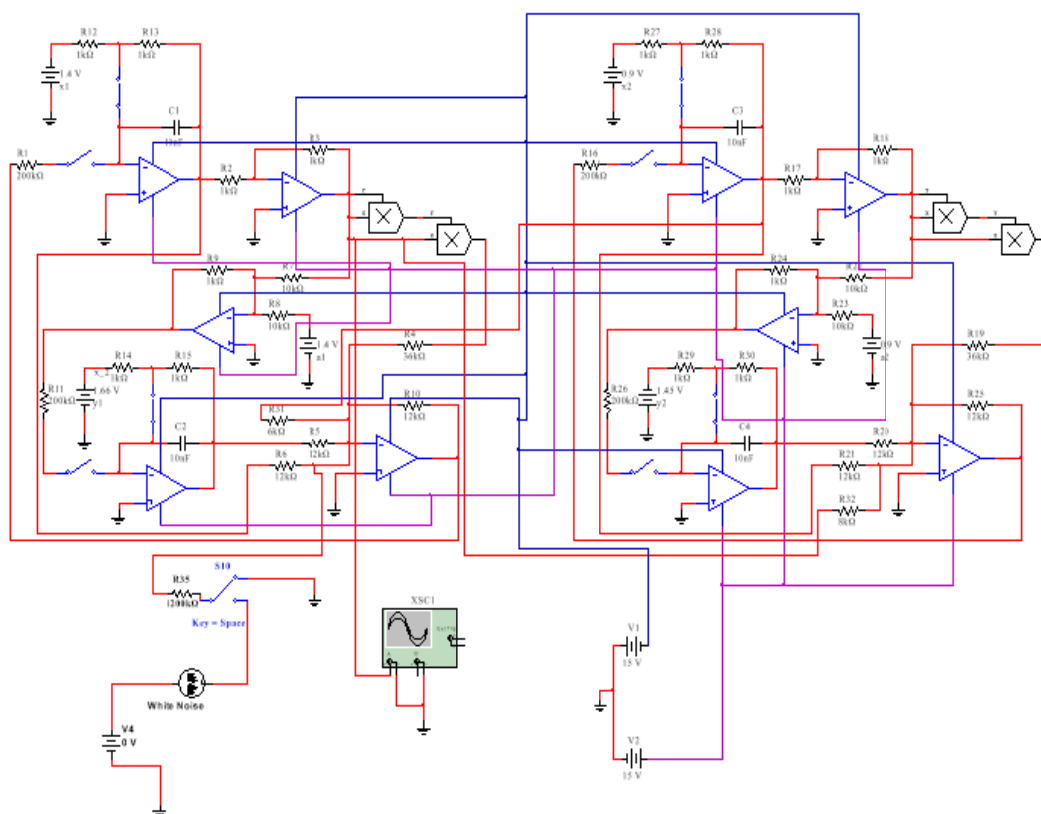 R12
1kΩ
R13
1kΩ
1.4 V
x1
C1
R1
200kΩ
R2
1kΩ
R3
1kΩ
R27
1kΩ
R28
1kΩ
0.9 V
x2
C3
10nF
R16
200kΩ
R17
1kΩ
R18
1kΩ
Y
X
Y
X
Y
X
Y
X
R9
1kΩ
R7
10kΩ
R8
10kΩ
1.4 V
a1
R4
36kΩ
R24
1kΩ
10kΩ
R23
10kΩ
0.9 V
a2
R19
36kΩ
R11
200kΩ
R14
1kΩ
R15
1kΩ
x_2
1.66 V
y1
C2
10nF
R31
6kΩ
R10
12kΩ
R5
12kΩ
R6
12kΩ
R26
200kΩ
R29
1kΩ
R30
1kΩ
1.45 V
y2
C4
10nF
R25
12kΩ
R20
12kΩ
R21
12kΩ
R32
8kΩ
S10
R35
1200kΩ
Key = Space
XSC1
A
B
White Noise
V4
0 V
V1
15 V
V2
15 V